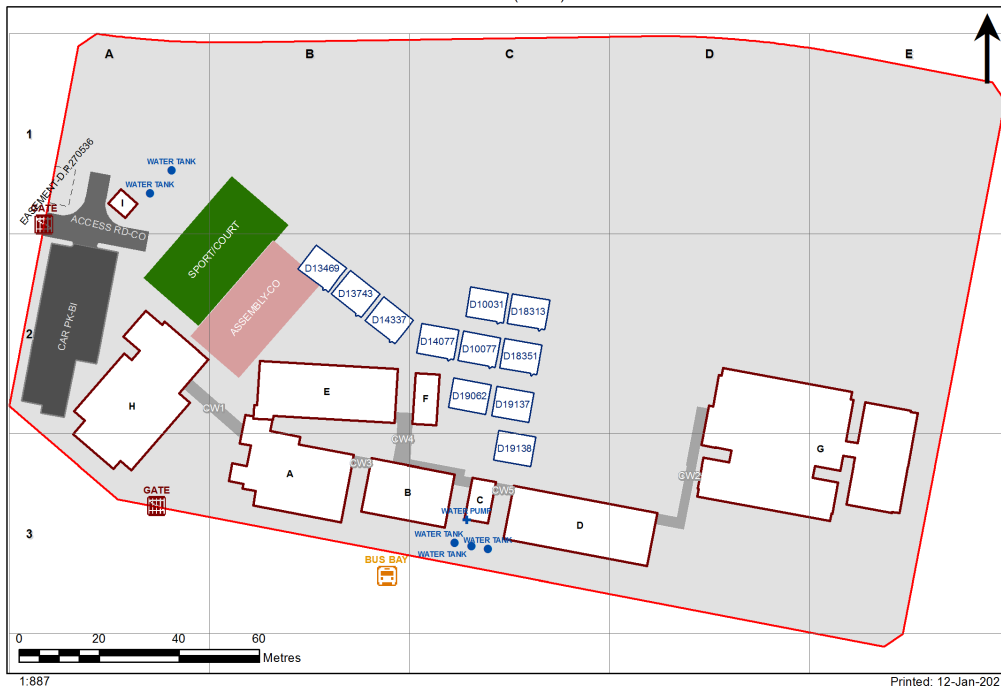 A B C D E
1
WATER TANK
WATER TANK
EASEMENT-D.R.270536
GATE
I
ACCESS RD-CO
SPORT/COURT
D13469
D13743
D14337
D10031
D18313
ASSEMBLY-CO
CAR PK-BI
2
D14077
D10077
D18351
H
CW1
E
F
D19062
D19137
CW4
D19138
G
CW3
A
CW2
B
C
CW5
GATE
WATER PUMP
D
3
WATER TANK
WATER TANK
WATER TANK
BUS BAY
0 20 40 60
Metres
1:887
Printed: 12-Jan-202